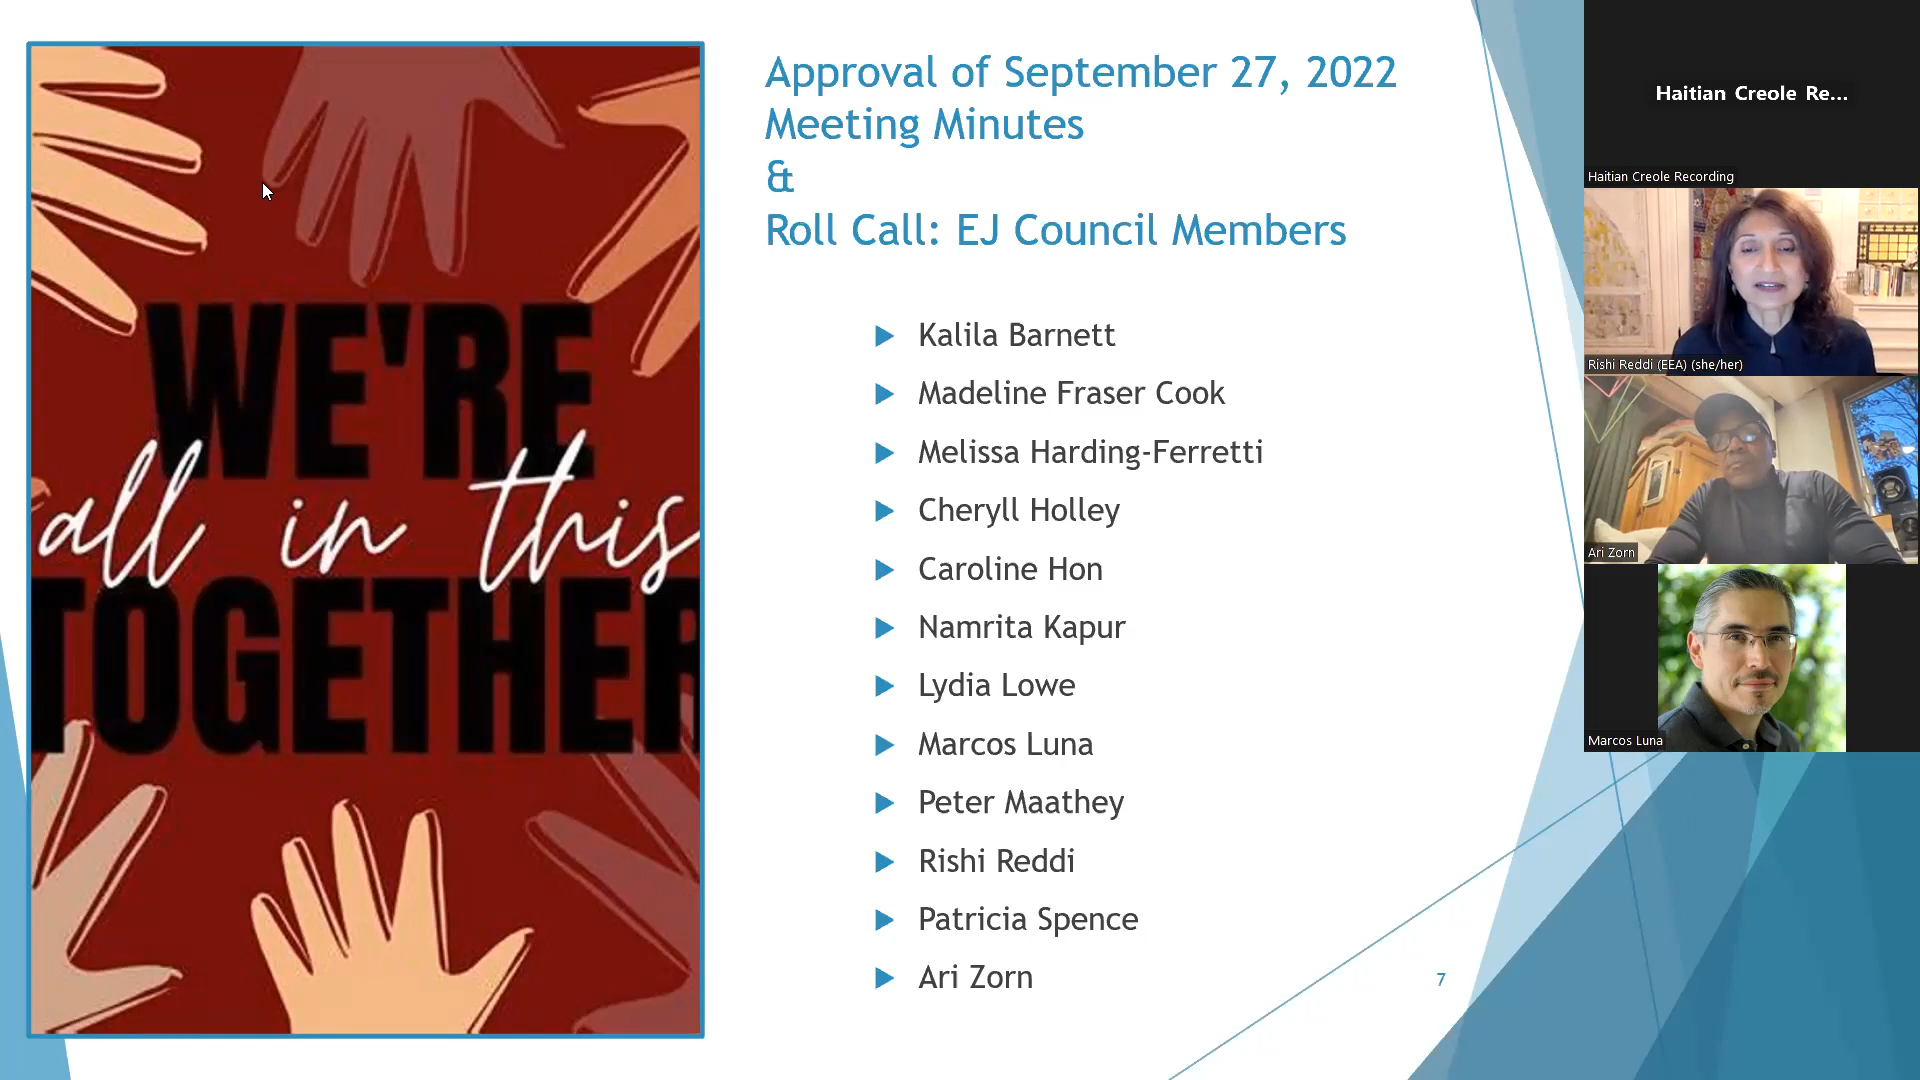 WE'RE
all in this
TOGETHER
Approval of September 27, 2022
Meeting Minutes
&
Roll Call: EJ Council Members
Kalila Barnett
Madeline Fraser Cook
Melissa Harding-Ferretti
Cheryll Holley
Caroline Hon
Namrita Kapur
Lydia Lowe
Marcos Luna
Peter Maathey
Rishi Reddi
Patricia Spence
Ari Zorn
7
Haitian Creole Re...
Haitian Creole Recording
Rishi Reddi (EEA) (she/her)
Ari Zorn
Marcos Luna